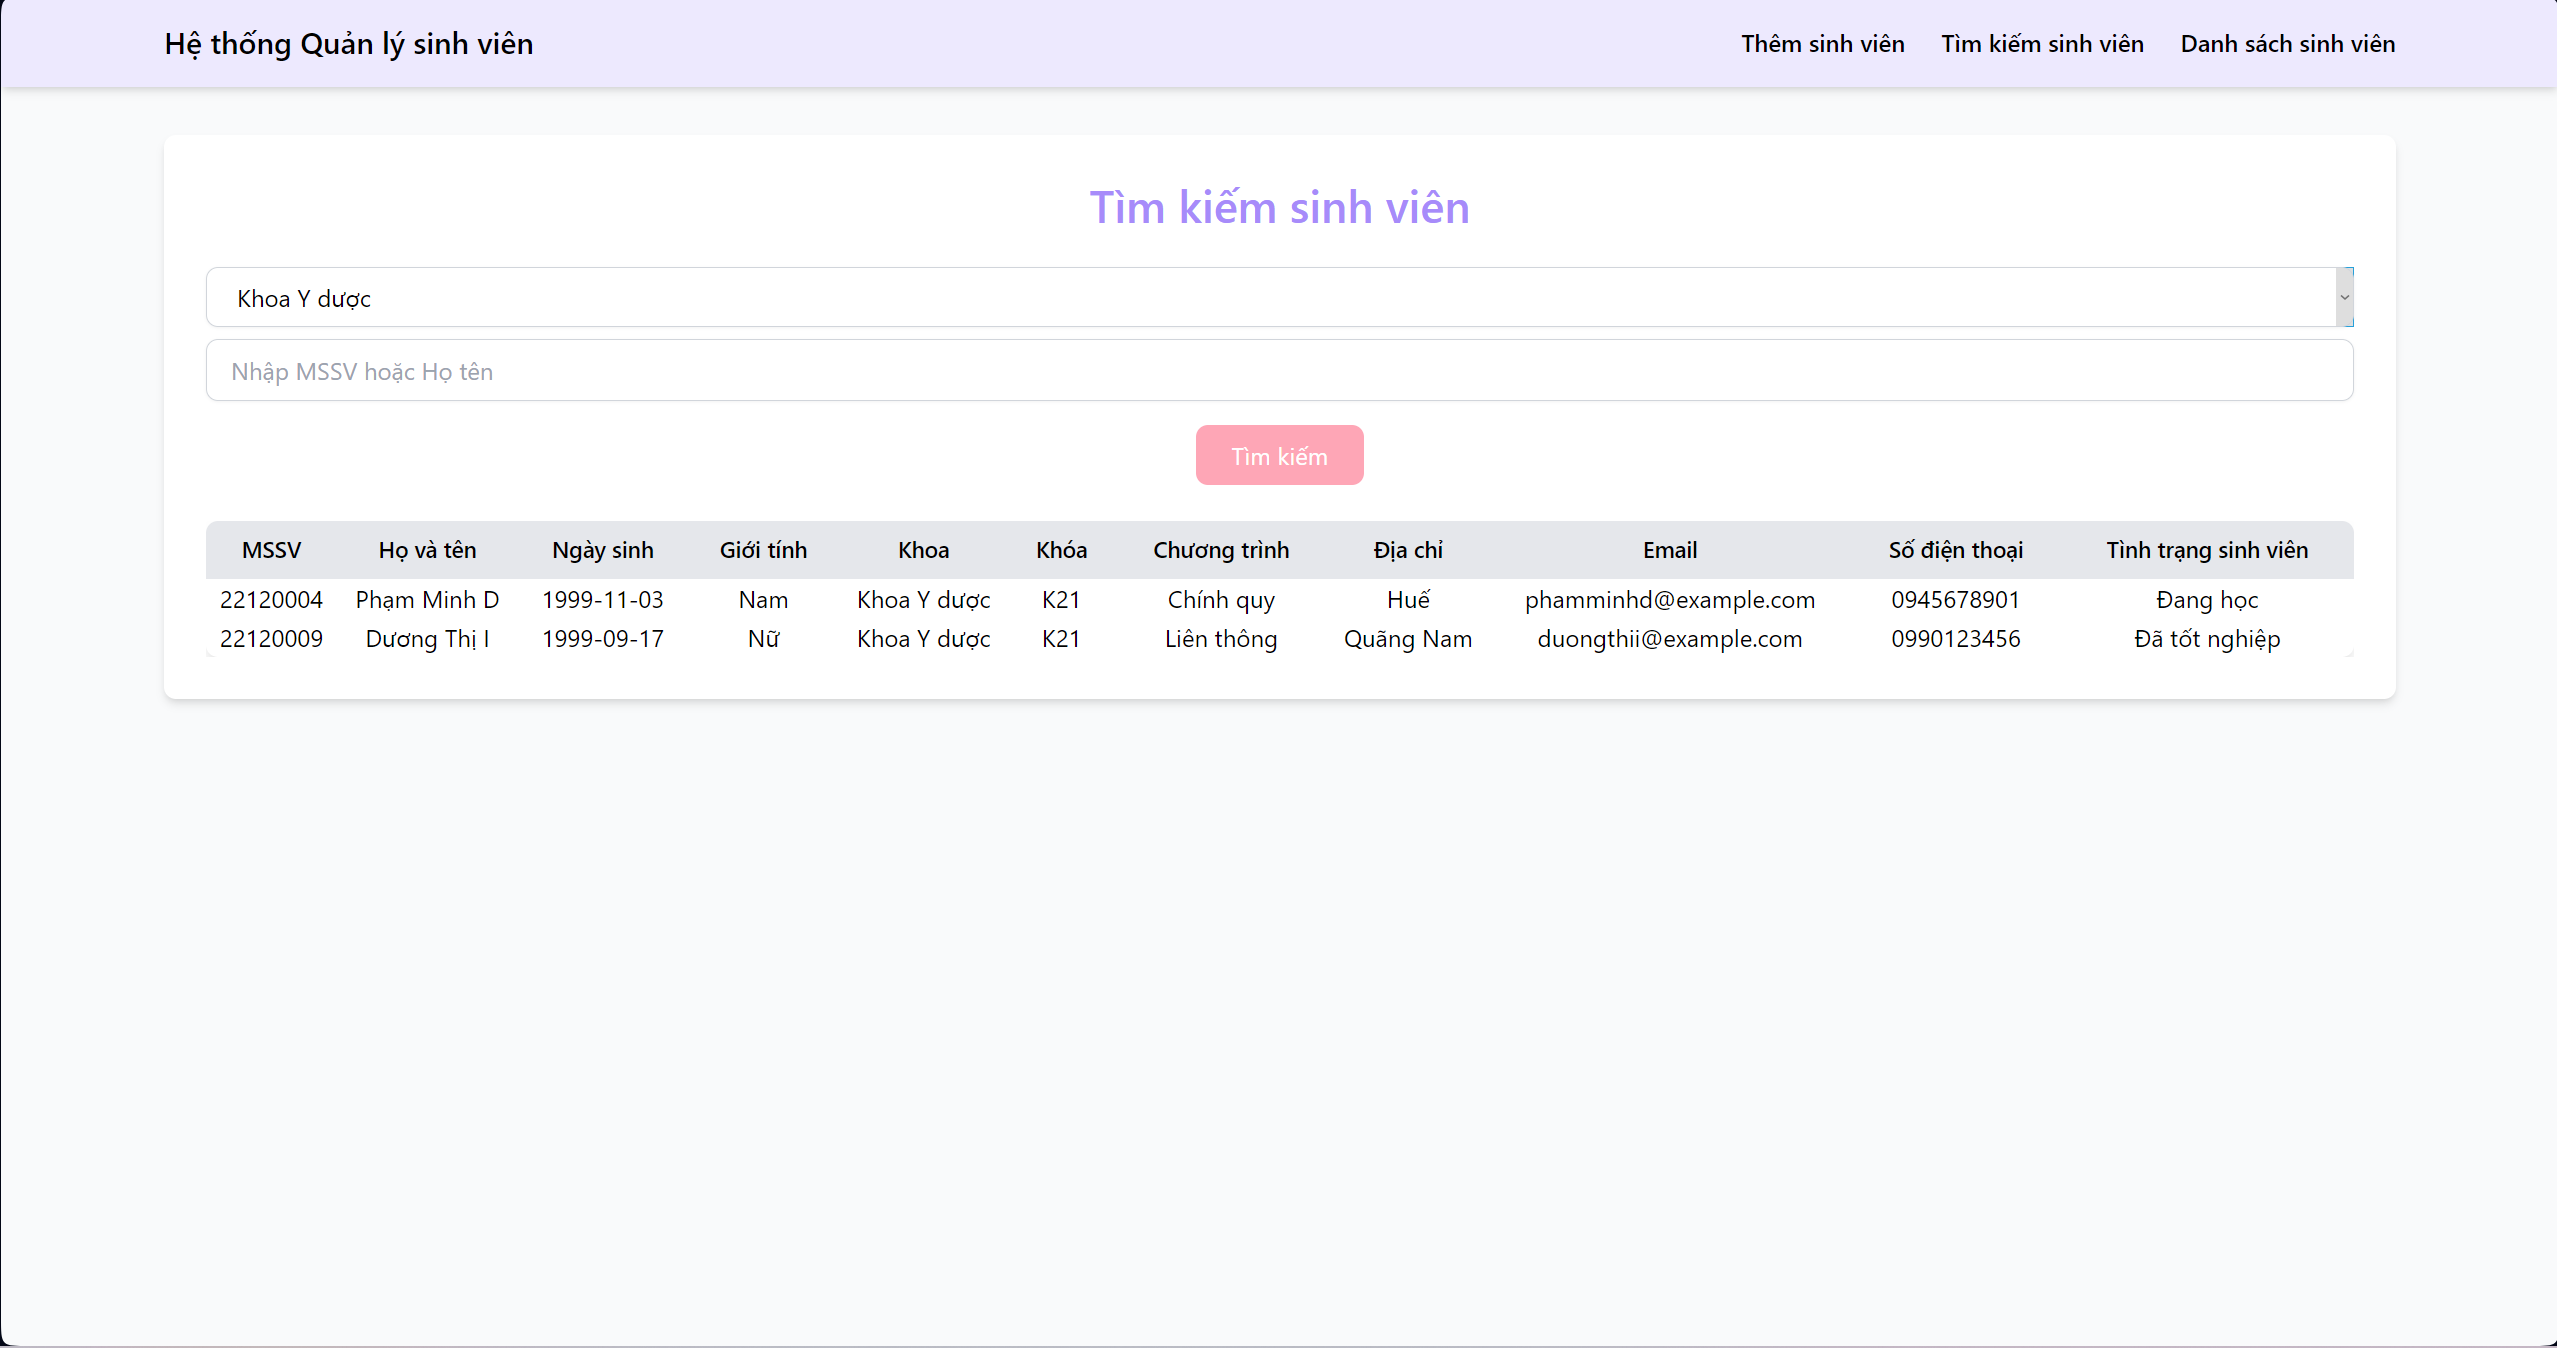 Hệ thống Quản lý sinh viên Thêm sinh viên Tìm kiếm sinh viên Danh sách sinh viên
Tìm kiếm sinh viên
Khoa Y dược
Nhập MSSV hoặc Họ tên
Tìm kiếm
MSSV Họ và tên Ngày sinh Giới tính Khoa Khóa Chương trình Địa chỉ Email Số điện thoại Tình trạng sinh viên
22120004 Phạm Minh D 1999-11-03 Nam Khoa Y dược K21 Chính quy Huế phamminhd@example.com 0945678901 Đang học
22120009 Dương Thị I 1999-09-17 Nữ Khoa Y dược K21 Liên thông Quãng Nam duongthii@example.com 0990123456 Đã tốt nghiệp